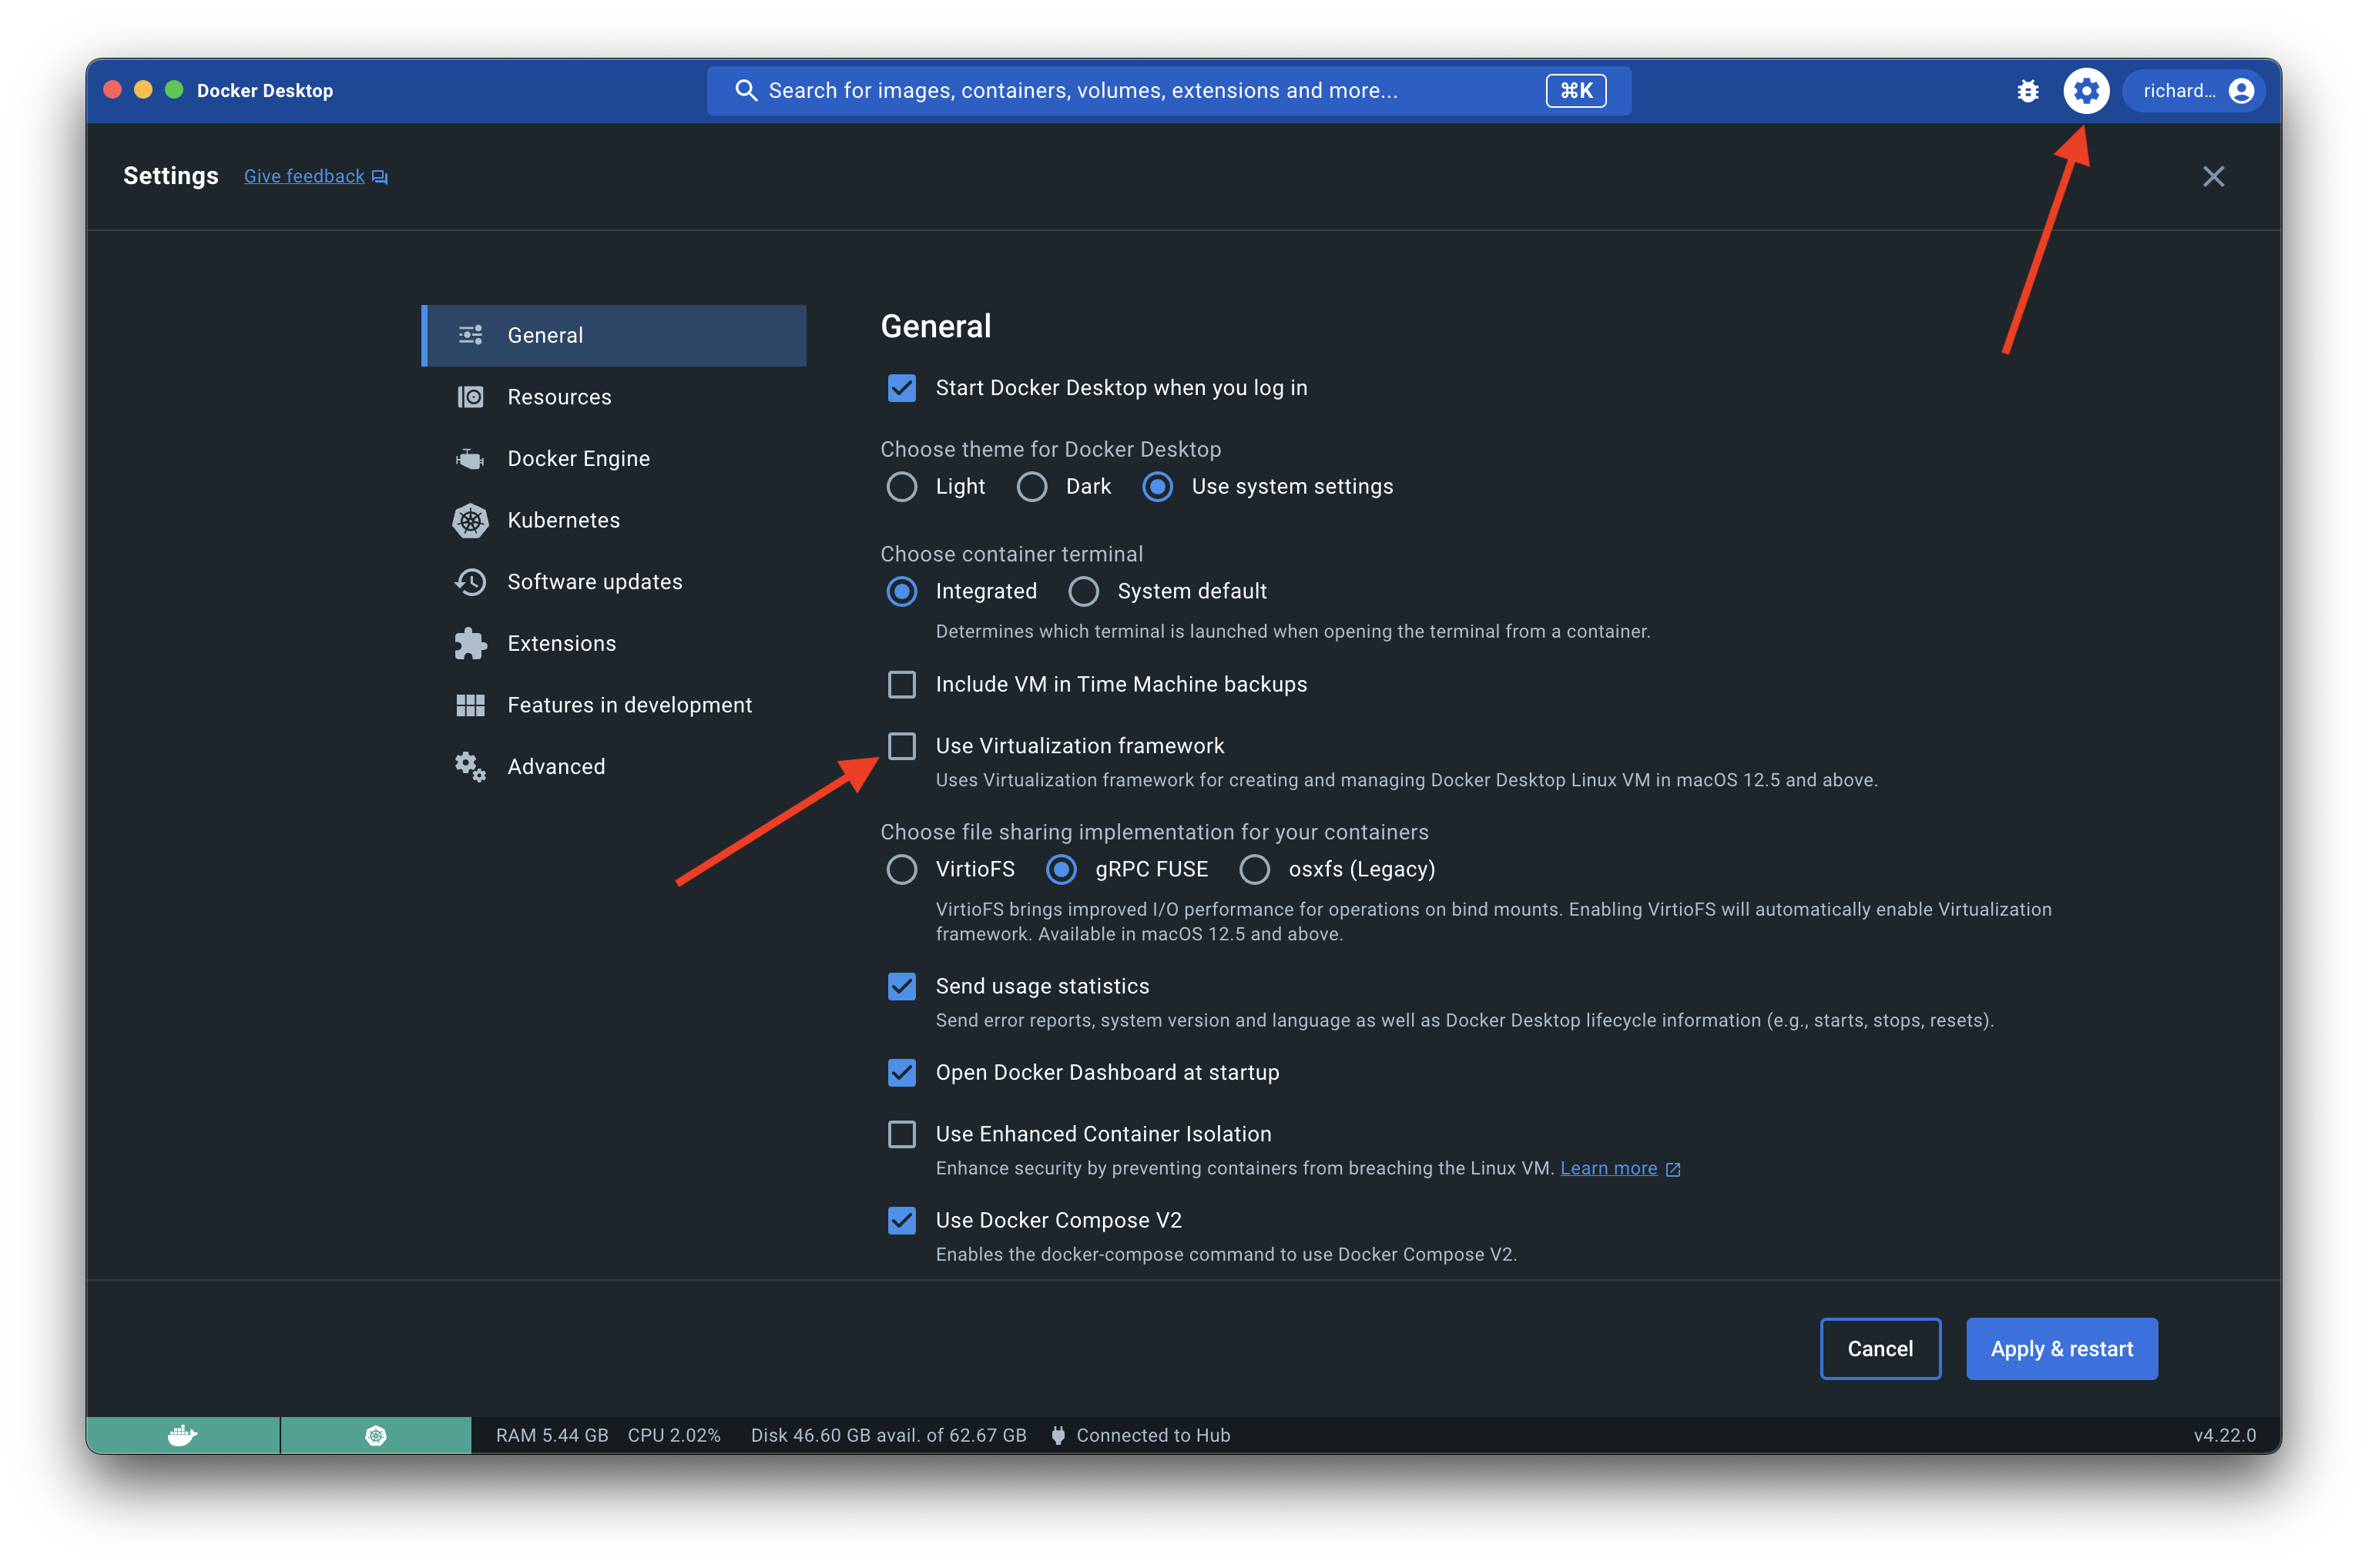 Docker Desktop
Search for images, containers, volumes, extensions and more...
⌘K
richard...
Settings
Give feedback
General
Resources
Docker Engine
Kubernetes
Software updates
Extensions
Features in development
Advanced
General
Start Docker Desktop when you log in
Choose theme for Docker Desktop
Light Dark Use system settings
Choose container terminal
Integrated System default
Determines which terminal is launched when opening the terminal from a container.
Include VM in Time Machine backups
Use Virtualization framework
Uses Virtualization framework for creating and managing Docker Desktop Linux VM in macOS 12.5 and above.
Choose file sharing implementation for your containers
VirtioFS gRPC FUSE osxfs (Legacy)
VirtioFS brings improved I/O performance for operations on bind mounts. Enabling VirtioFS will automatically enable Virtualization
framework. Available in macOS 12.5 and above.
Send usage statistics
Send error reports, system version and language as well as Docker Desktop lifecycle information (e.g., starts, stops, resets).
Open Docker Dashboard at startup
Use Enhanced Container Isolation
Enhance security by preventing containers from breaching the Linux VM. Learn more
Use Docker Compose V2
Enables the docker-compose command to use Docker Compose V2.
Cancel
Apply & restart
RAM 5.44 GB CPU 2.02% Disk 46.60 GB avail. of 62.67 GB Connected to Hub
v4.22.0